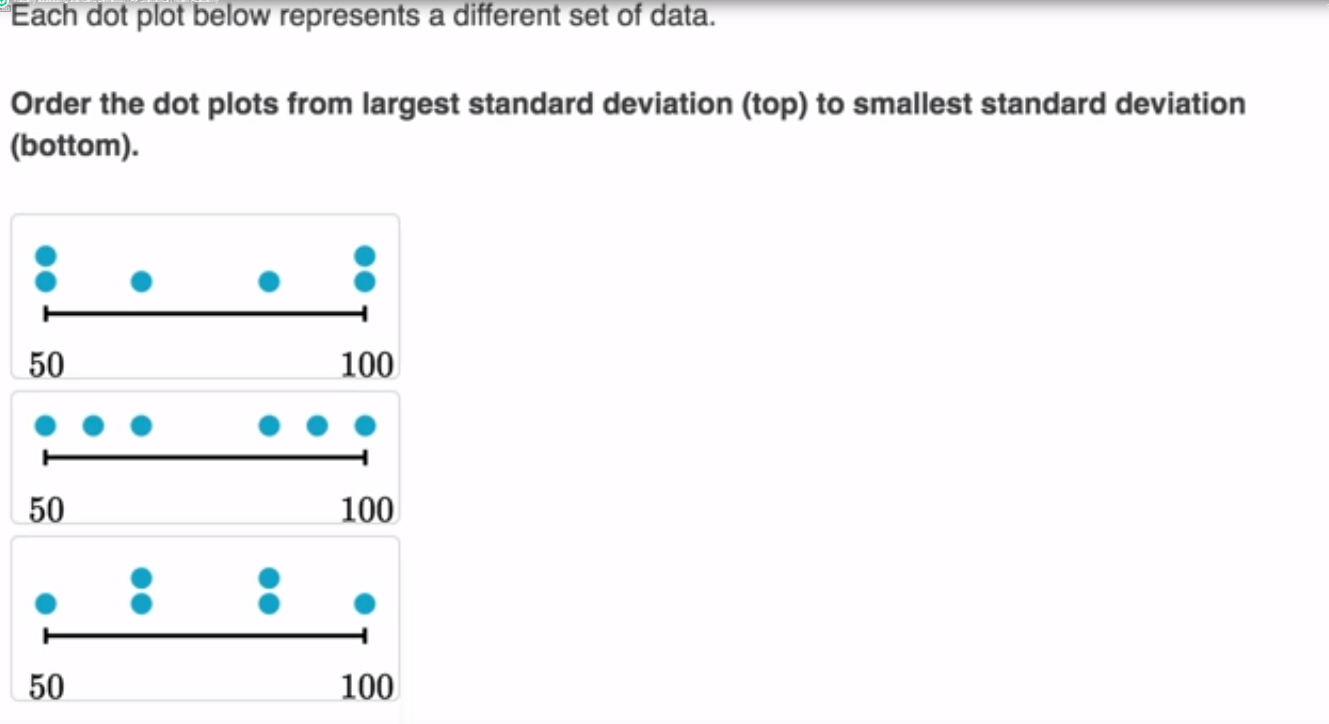 Each dot plot below represents a different set of data.
Order the dot plots from largest standard deviation (top) to smallest standard deviation
(bottom).
50 100
50 100
50 100